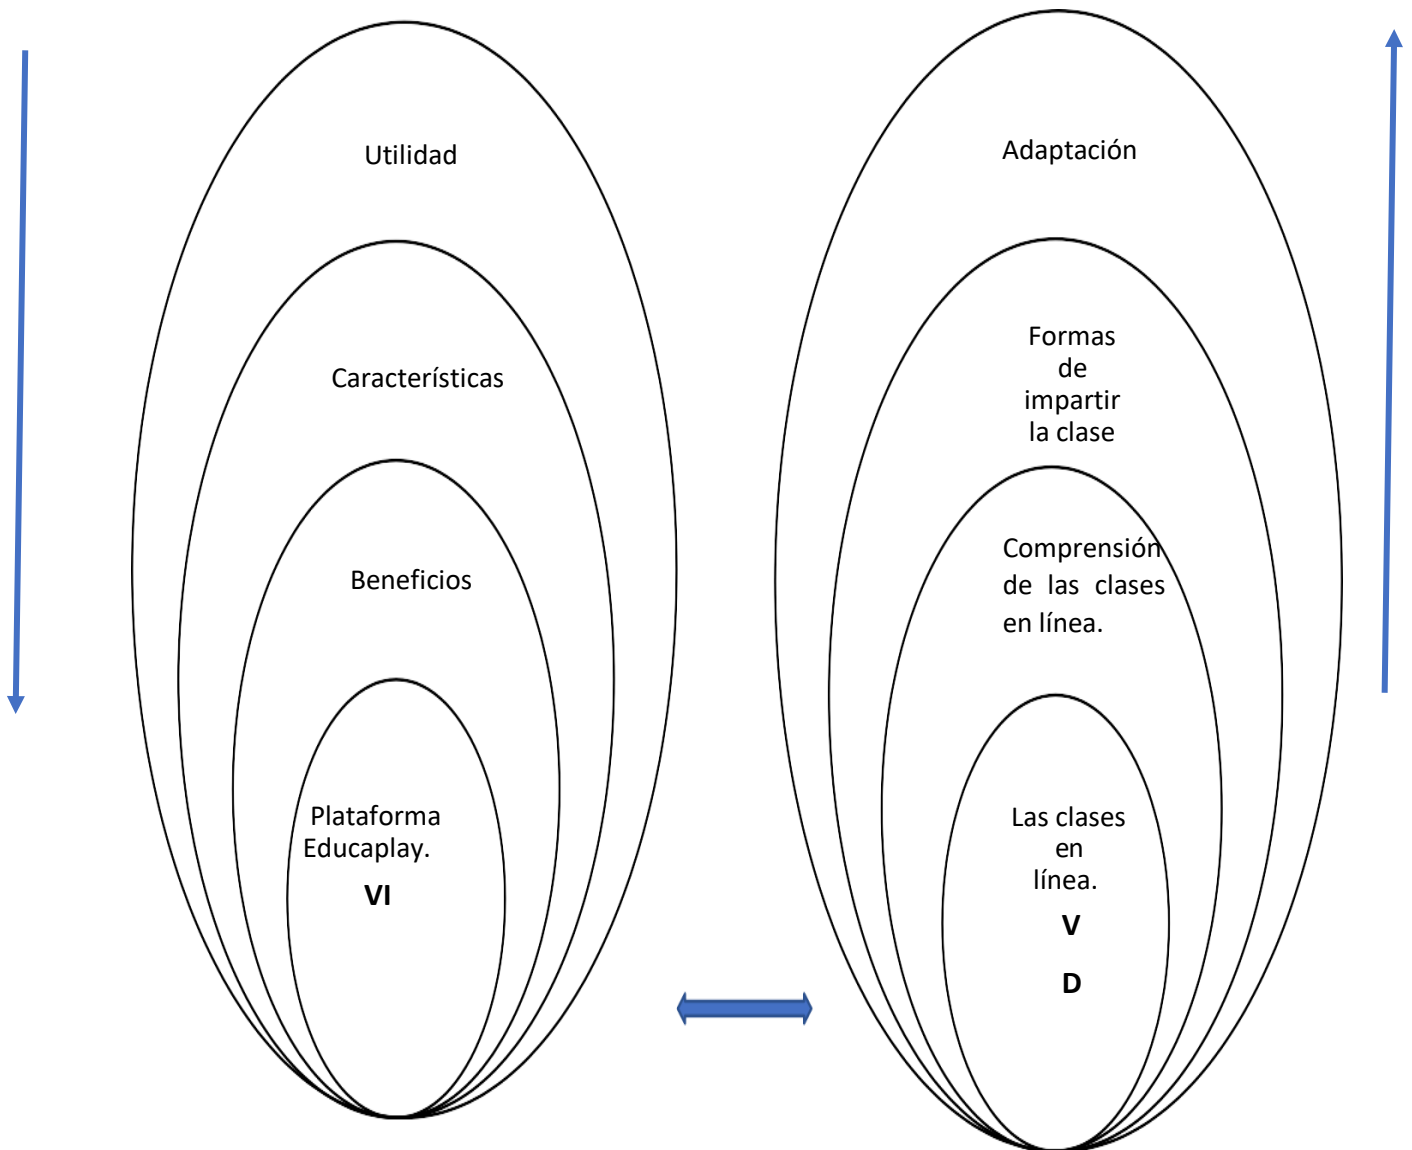 Utilidad
Características
Beneficios
Plataforma
Educaplay.
VI
Adaptación
Formas
de
impartir
la clase
Comprensión
de las clases
en línea.
Las clases
en
línea.
V
D